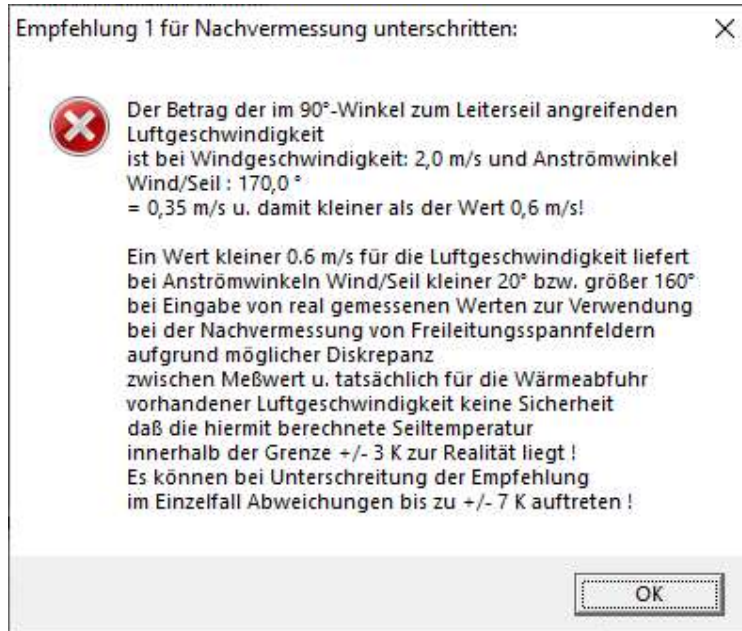 Empfehlung 1 für Nachvermessung unterschritten:
Der Betrag der im 90°-Winkel zum Leiterseil angreifenden
Luftgeschwindigkeit
ist bei Windgeschwindigkeit: 2,0 m/s und Anströmwinkel
Wind/Seil : 170,0 °
= 0,35 m/s u. damit kleiner als der Wert 0,6 m/s!
Ein Wert kleiner 0.6 m/s für die Luftgeschwindigkeit liefert
bei Anströmwinkeln Wind/Seil kleiner 20° bzw. größer 160°
bei Eingabe von real gemessenen Werten zur Verwendung
bei der Nachvermessung von Freileitungsspannfeldern
aufgrund möglicher Diskrepanz
zwischen Meßwert u. tatsächlich für die Wärmeabfuhr
vorhandener Luftgeschwindigkeit keine Sicherheit
daß die hiermit berechnete Seiltemperatur
innerhalb der Grenze +/- 3 K zur Realität liegt !
Es können bei Unterschreitung der Empfehlung
im Einzelfall Abweichungen bis zu +/- 7 K auftreten !
OK